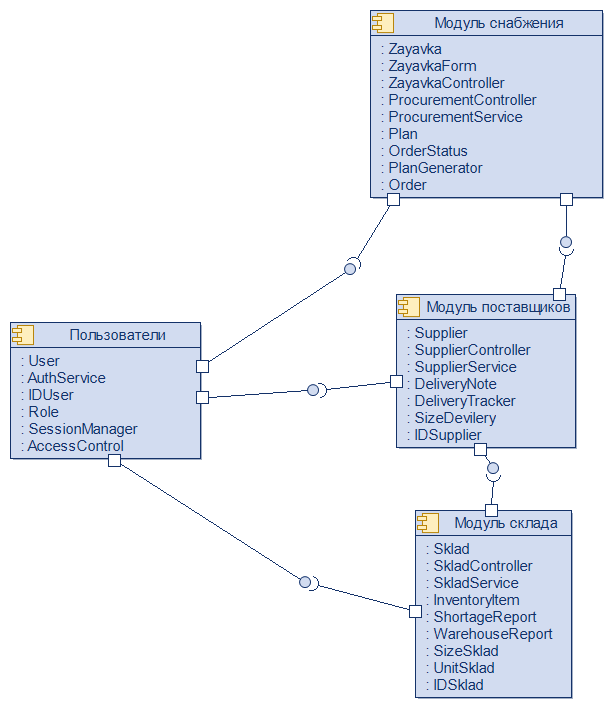 Модуль снабжения
: Zayavka
: ZayavkaForm
: ZayavkaController
: ProcurementController
: ProcurementService
: Plan
: OrderStatus
: PlanGenerator
: Order
Модуль поставщиков
: Supplier
: SupplierController
: SupplierService
: DeliveryNote
: DeliveryTracker
: SizeDevilery
: IDSupplier
Пользователи
: User
: AuthService
: IDUser
: Role
: SessionManager
: AccessControl
Модуль склада
: Sklad
: SkladController
: SkladService
: InventoryItem
: ShortageReport
: WarehouseReport
: SizeSklad
: UnitSklad
: IDSklad